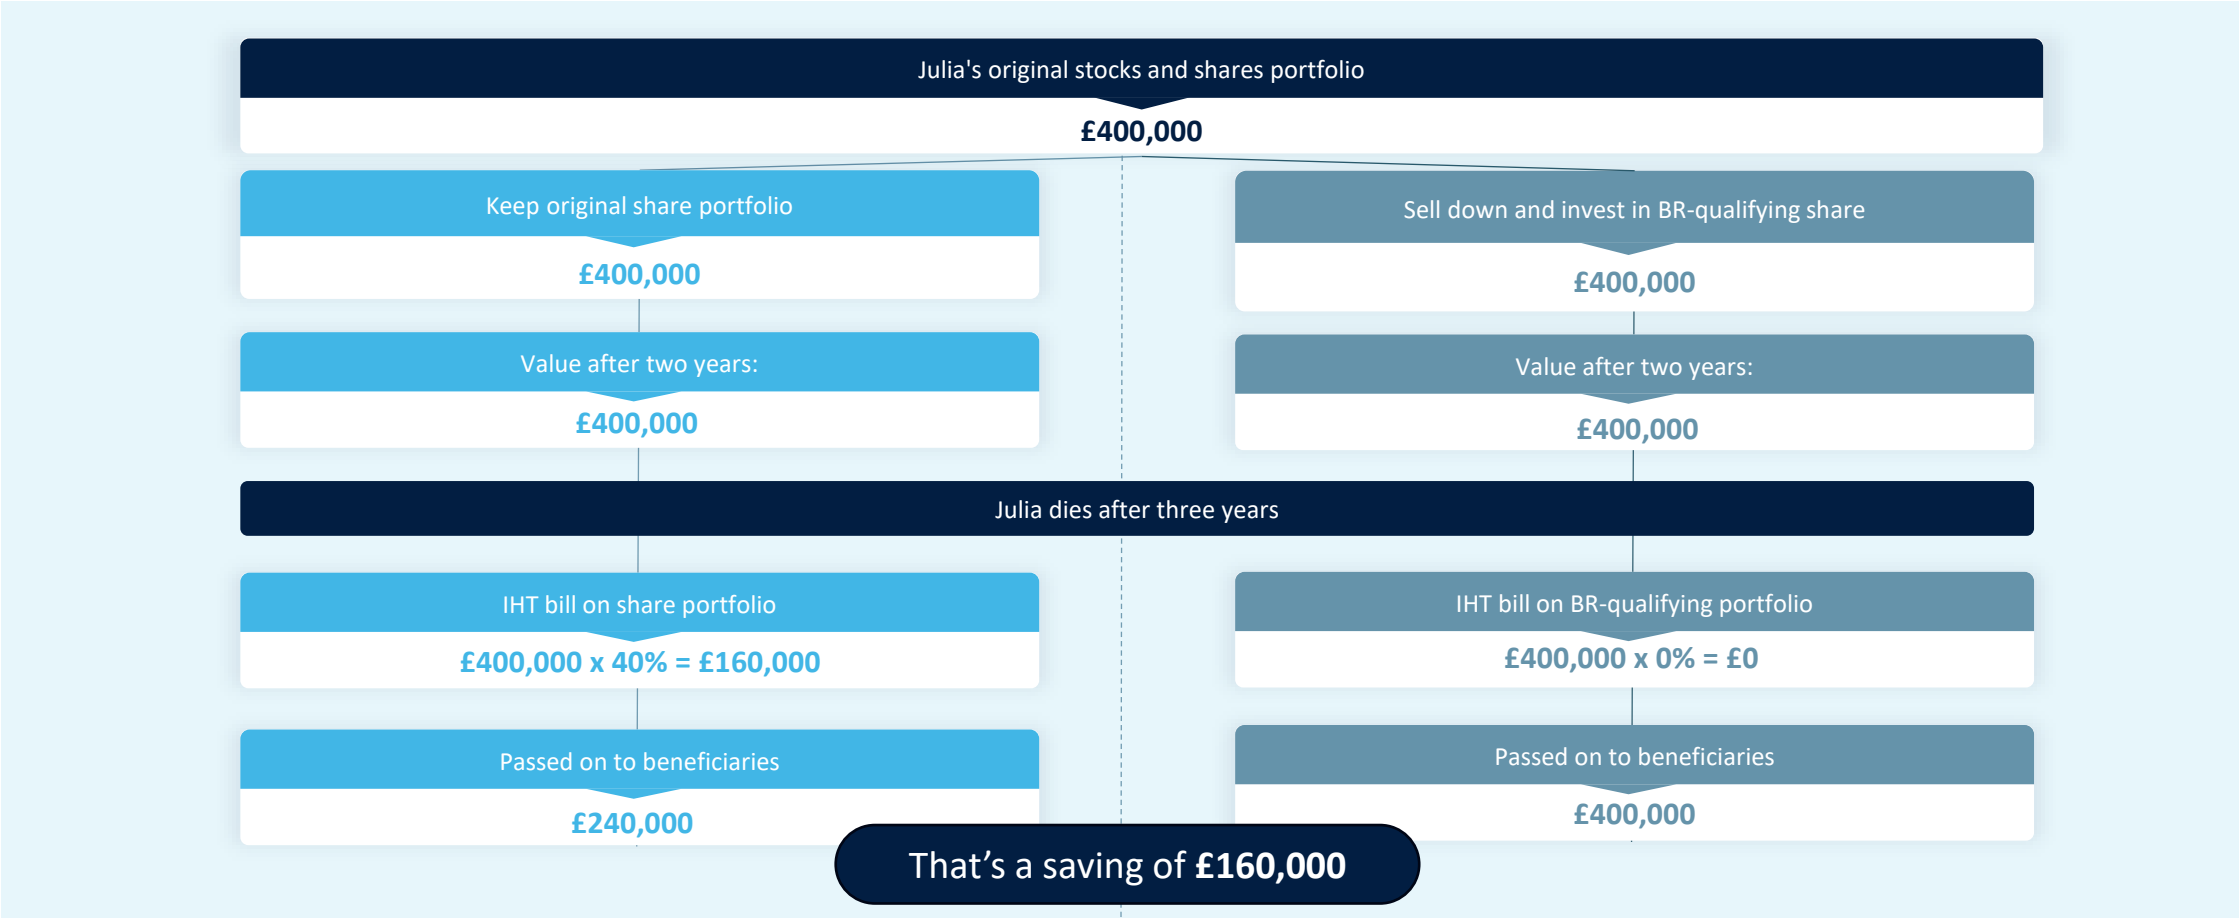 Julia's original stocks and shares portfolio
£400,000
Keep original share portfolio
£400,000
Value after two years:
£400,000
Sell down and invest in BR-qualifying share
£400,000
Value after two years:
£400,000
Julia dies after three years
IHT bill on share portfolio
£400,000 x 40% = £160,000
Passed on to beneficiaries
£240,000
IHT bill on BR-qualifying portfolio
£400,000 x 0% = £0
Passed on to beneficiaries
£400,000
That’s a saving of £160,000